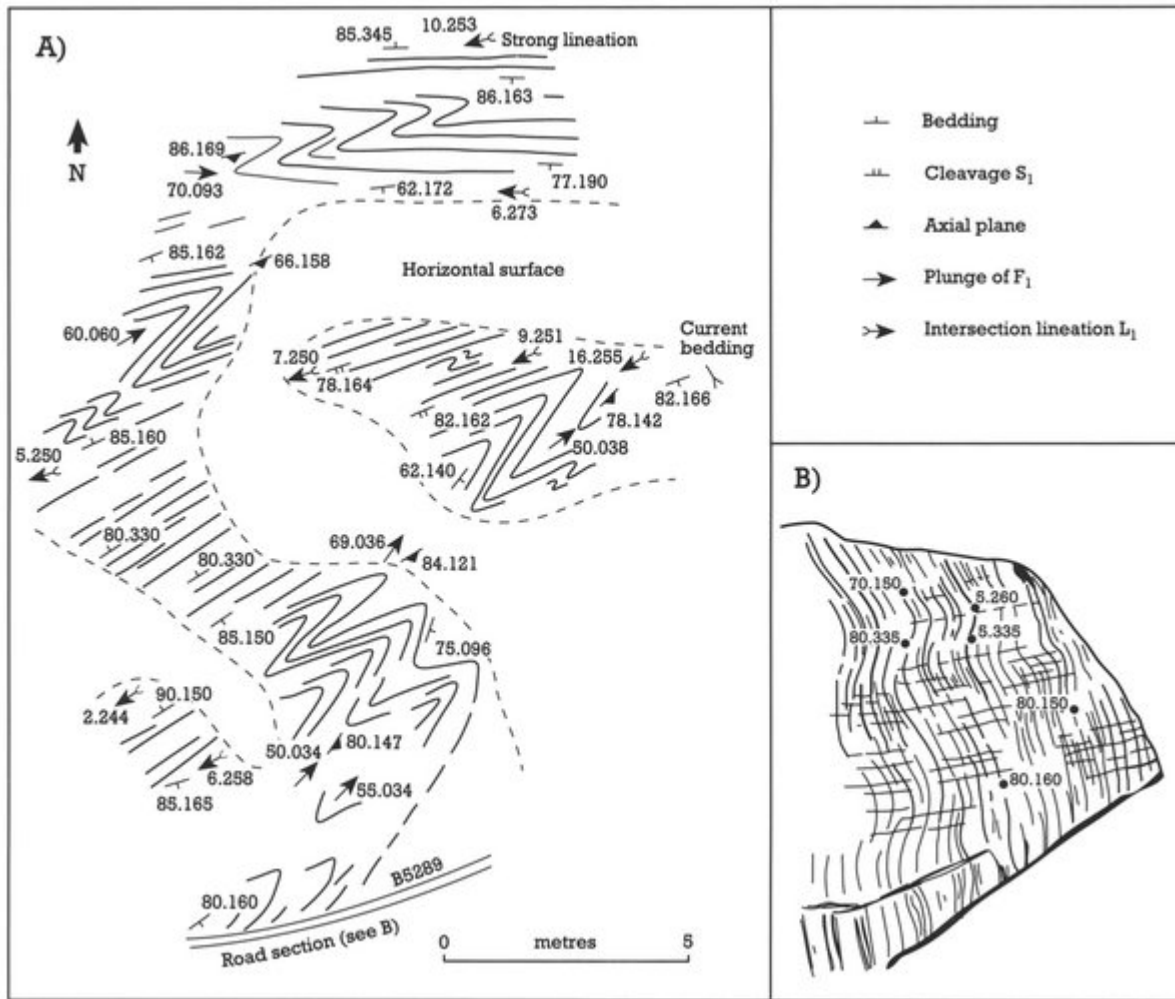 A)
10.253
85.345
Strong lineation
86.163
N
86.169
70.093
62.172
77.190
6.273
85.162
66.158
Horizontal surface
60.060
Current
bedding
9.251
7.250
16.255
78.164
82.166
82.162
78.142
50.038
85.160
5.250
62.140
80.330
80.330
69.036
84.121
85.150
75.096
90.150
2.244
50.034
80.147
6.258
85.165
55.034
80.160
B5289
Road section (see B)
0 metres 5
Bedding
Cleavage S1
Axial plane
Plunge of F1
Intersection lineation L1
B)
70.150
5.260
80.335
5.335
80.150
80.160